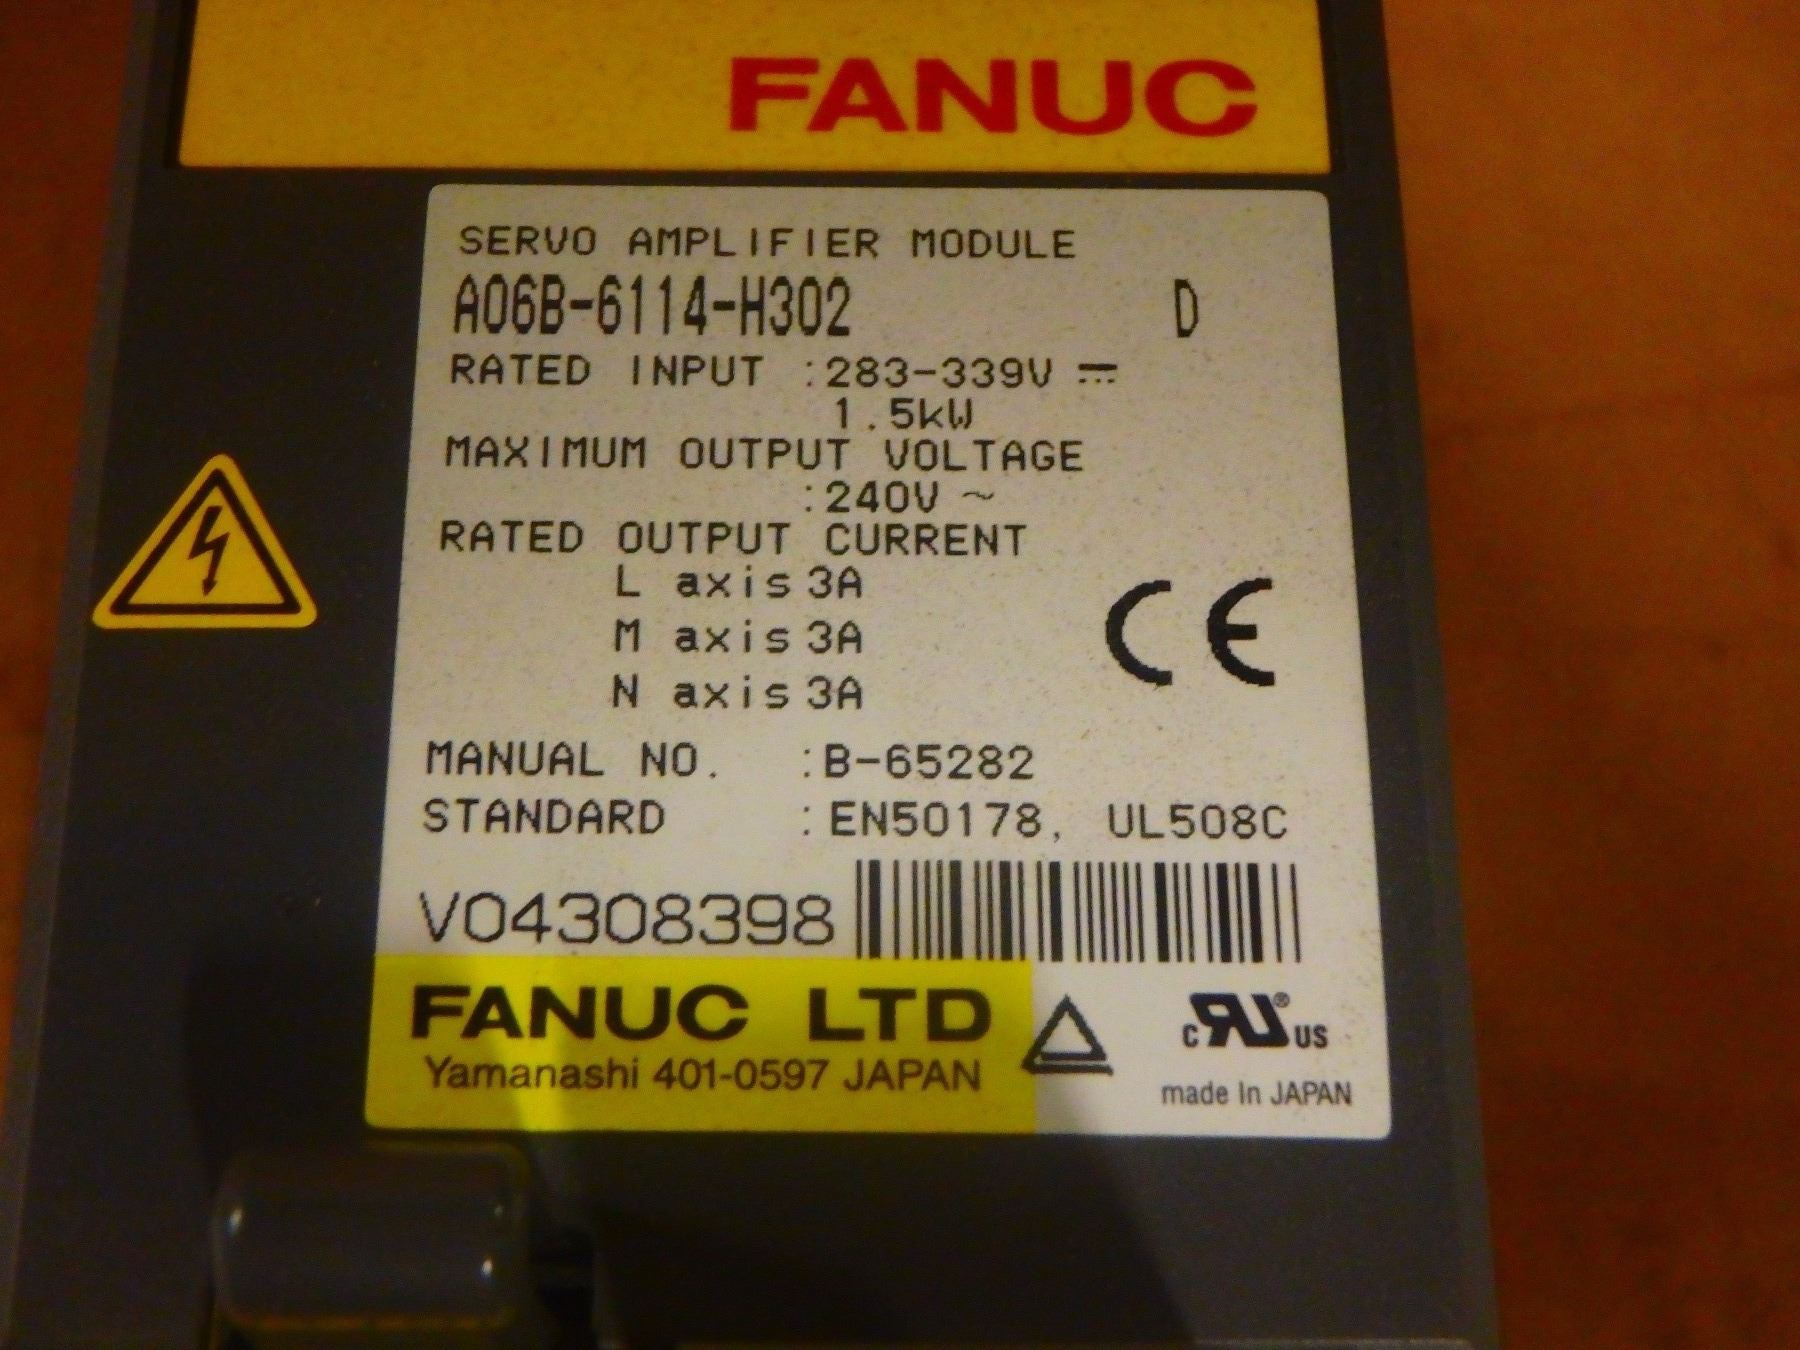 FANUC
SERVO AMPLIFIER MODULE
A06B-6114-H302 D
RATED INPUT :283-339V ⎓
1.5kW
MAXIMUM OUTPUT VOLTAGE
:240V ~
RATED OUTPUT CURRENT
L axis 3A
M axis 3A
N axis 3A
CE
MANUAL NO. :B-65282
STANDARD :EN50178, UL508C
V04308398
FANUC LTD
Yamanashi 401-0597 JAPAN
c RU ® US
made in JAPAN